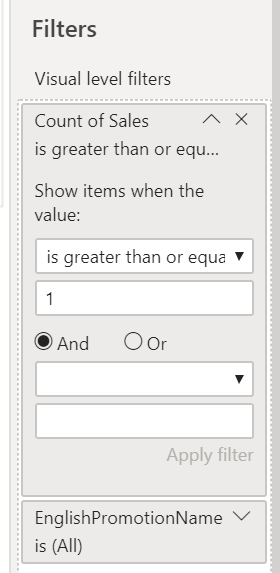 Filters
Visual level filters
Count of Sales
is greater than or equ...
Show items when the
value:
is greater than or equa
1
And Or
Apply filter
EnglishPromotionName
is (All)